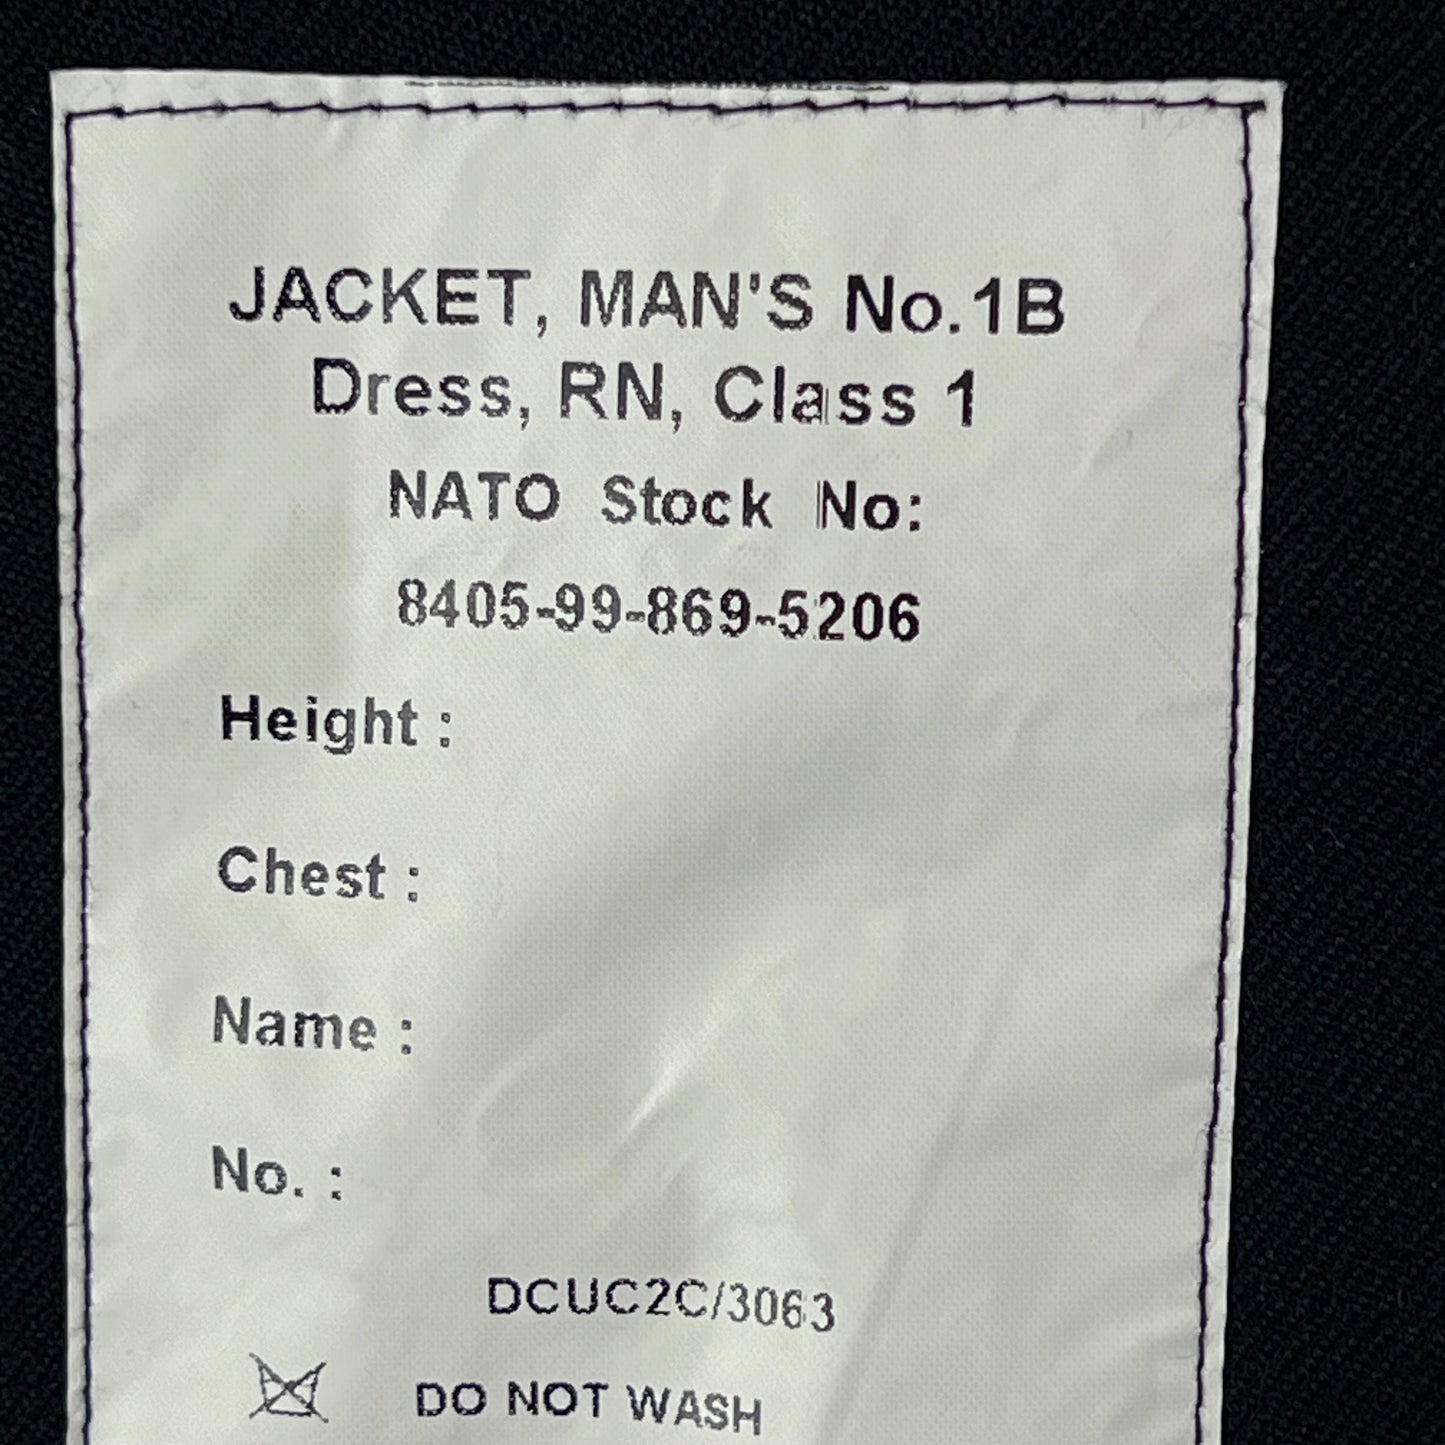 JACKET, MAN'S No.1B
Dress, RN, Class 1
NATO Stock No:
8405-99-869-5206
Height :
Chest :
Name :
No. :
DCUC2C/3063
DO NOT WASH